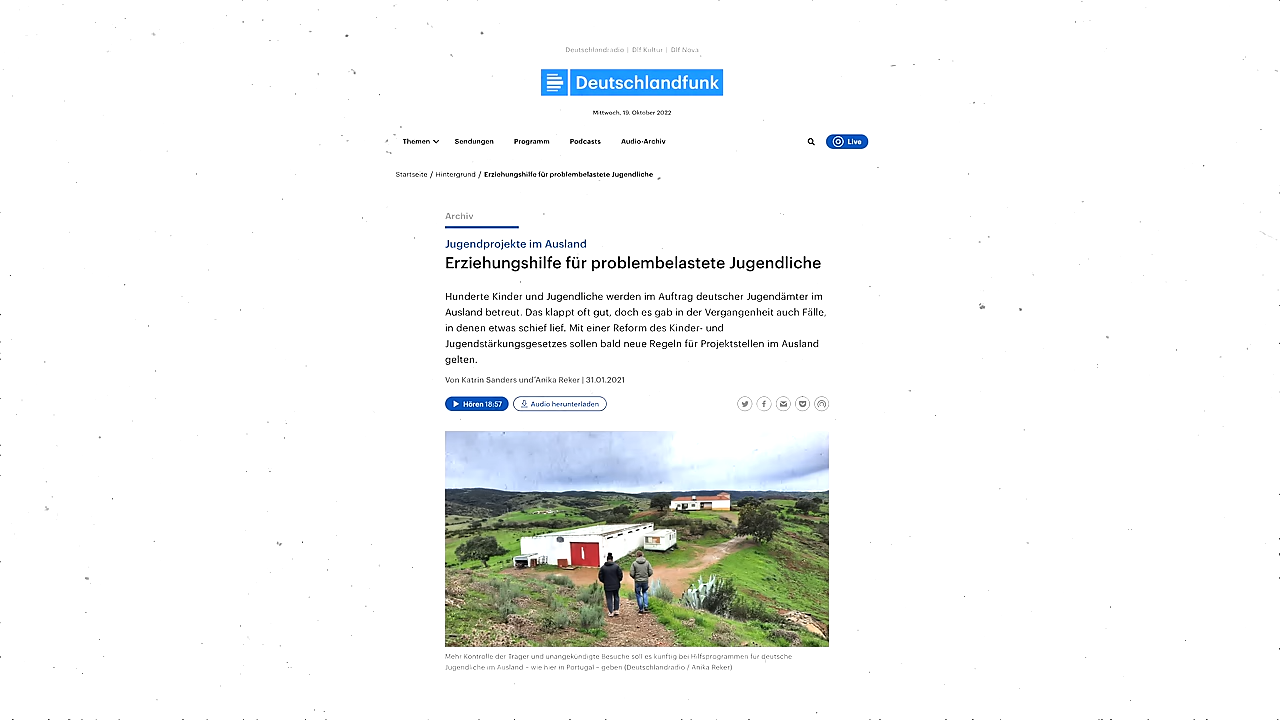 Deutschlandradio | Dlf Kultur | Dlf Nova
Deutschlandfunk
Mittwoch, 19. Oktober 2022
Themen Sendungen Programm Podcasts Audio-Archiv Live
Startseite / Hintergrund / Erziehungshilfe für problembelastete Jugendliche
Archiv
Jugendprojekte im Ausland
Erziehungshilfe für problembelastete Jugendliche
Hunderte Kinder und Jugendliche werden im Auftrag deutscher Jugendämter im
Ausland betreut. Das klappt oft gut, doch es gab in der Vergangenheit auch Fälle,
in denen etwas schief lief. Mit einer Reform des Kinder- und
Jugendstärkungsgesetzes sollen bald neue Regeln für Projektstellen im Ausland
gelten.
Von Katrin Sanders und Anika Reker | 31.01.2021
Hören 18:57 Audio herunterladen
Mehr Kontrolle der Träger und unangekündigte Besuche soll es künftig bei Hilfsprogrammen für deutsche
Jugendliche im Ausland – wie hier in Portugal – geben (Deutschlandradio / Anika Reker)